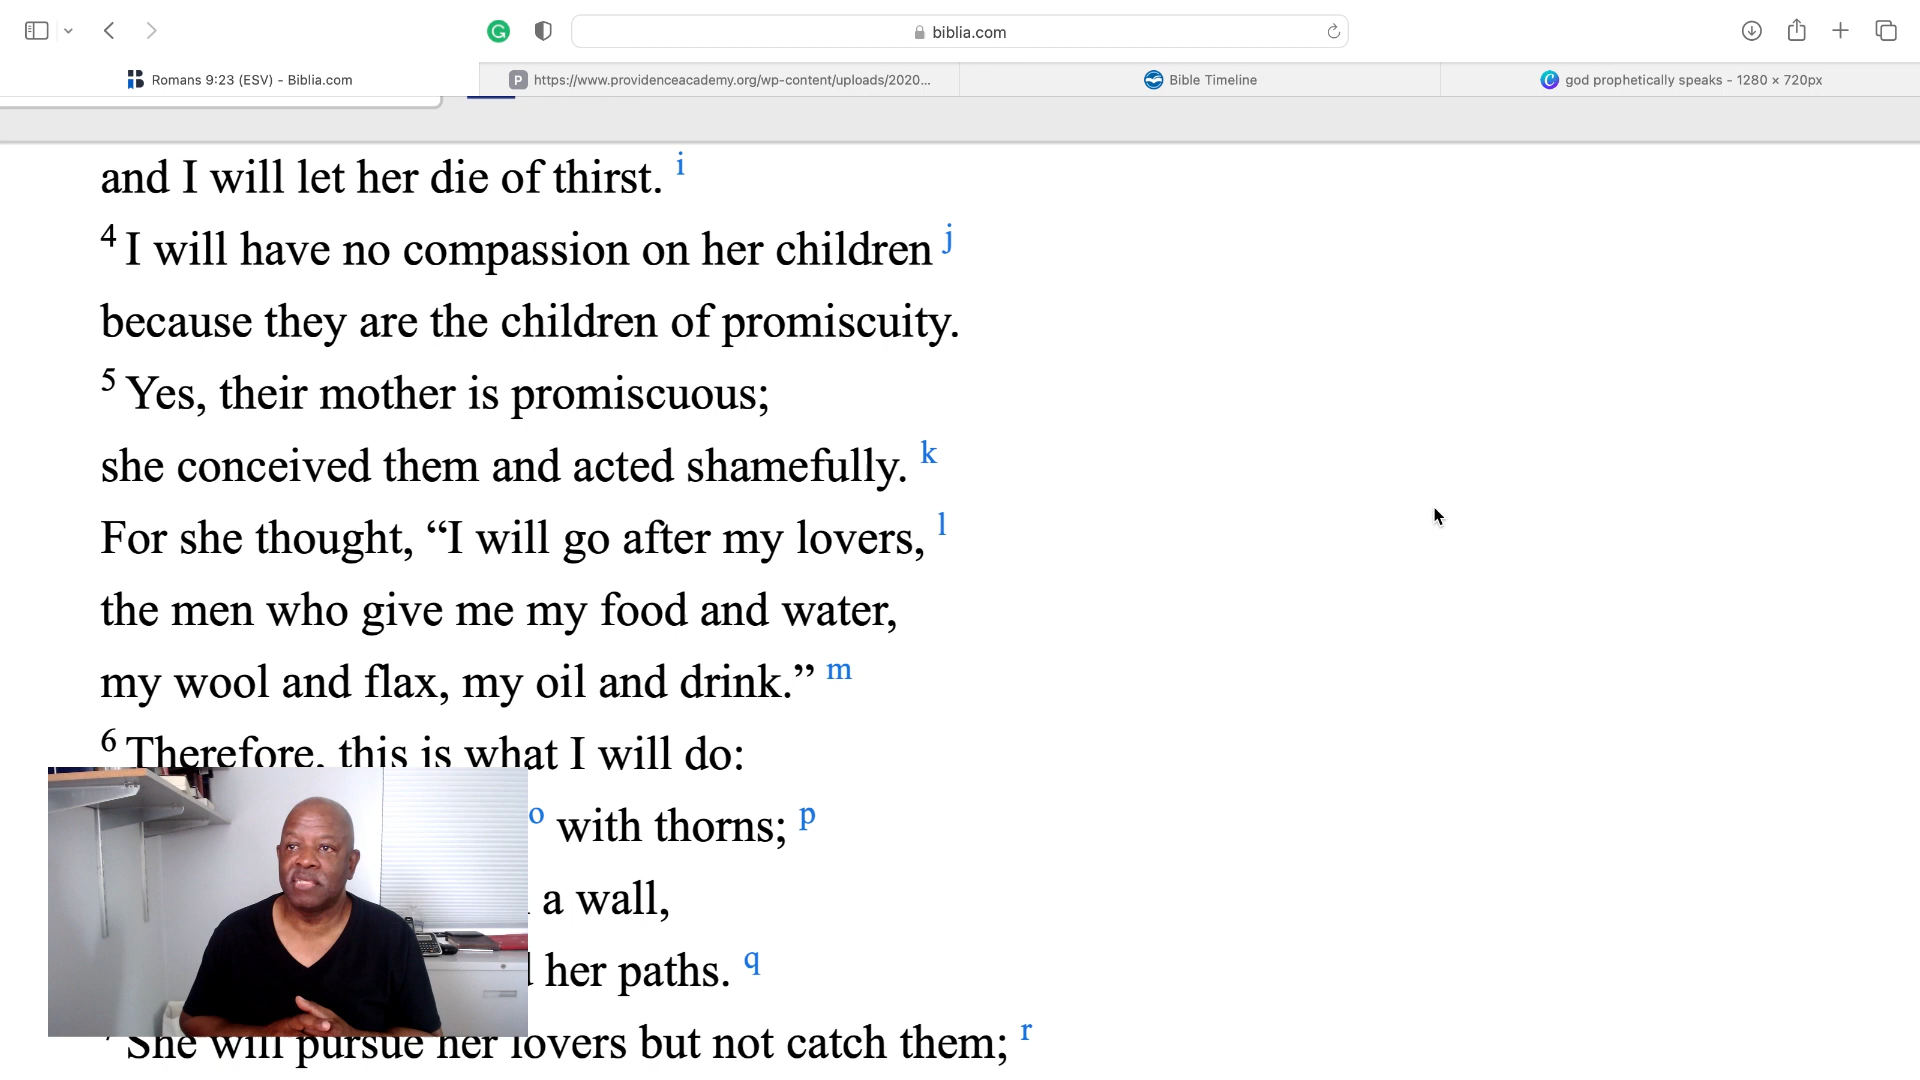 biblia.com
Romans 9:23 (ESV) - Biblia.com
https://www.providenceacademy.org/wp-content/uploads/2020...
Bible Timeline
god prophetically speaks - 1280 × 720px
and I will let her die of thirst. i
4 I will have no compassion on her children j
because they are the children of promiscuity.
5 Yes, their mother is promiscuous;
she conceived them and acted shamefully. k
For she thought, “I will go after my lovers, l
the men who give me my food and water,
my wool and flax, my oil and drink.” m
6 Therefore, this is what I will do:
o with thorns; p
a wall,
her paths. q
She will pursue her lovers but not catch them; r